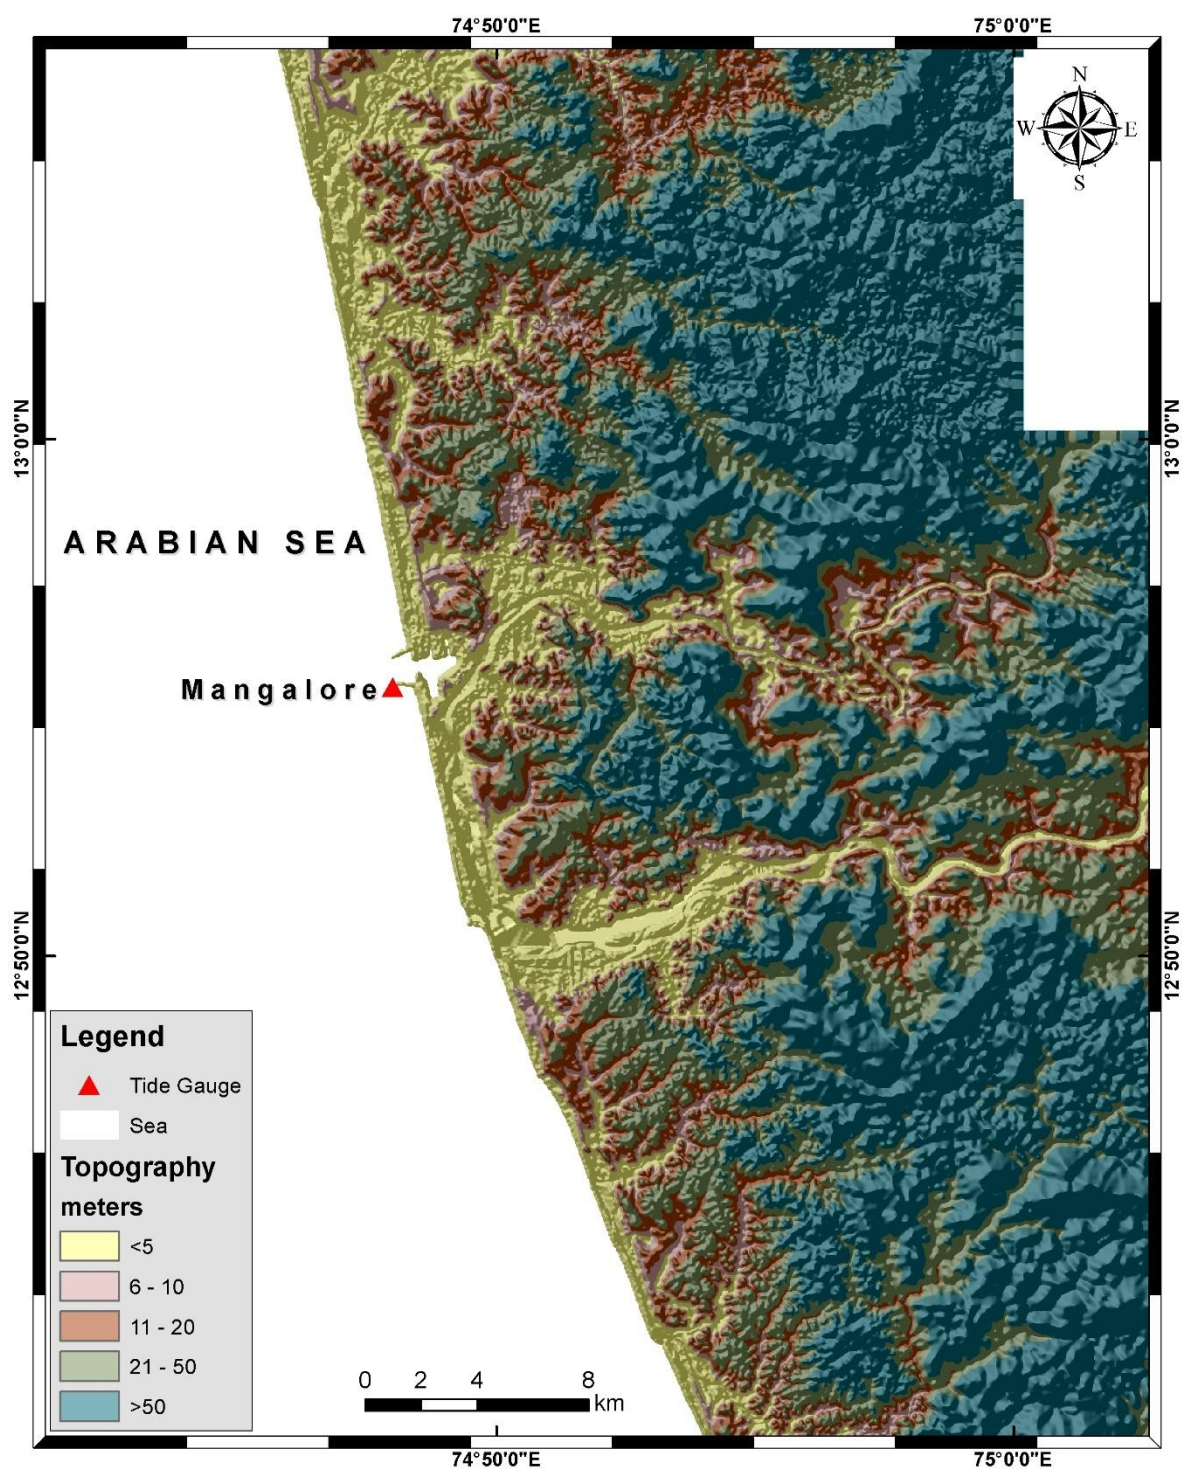 74°50'0"E
75°0'0"E
N
W
E
S
13°0'0"N
13°0'0"N
ARABIAN SEA
Mangalore
12°50'0"N
12°50'0"N
Legend
Tide Gauge
Sea
Topography
meters
<5
6 - 10
11 - 20
21 - 50
>50
0 2 4 8
km
74°50'0"E
75°0'0"E